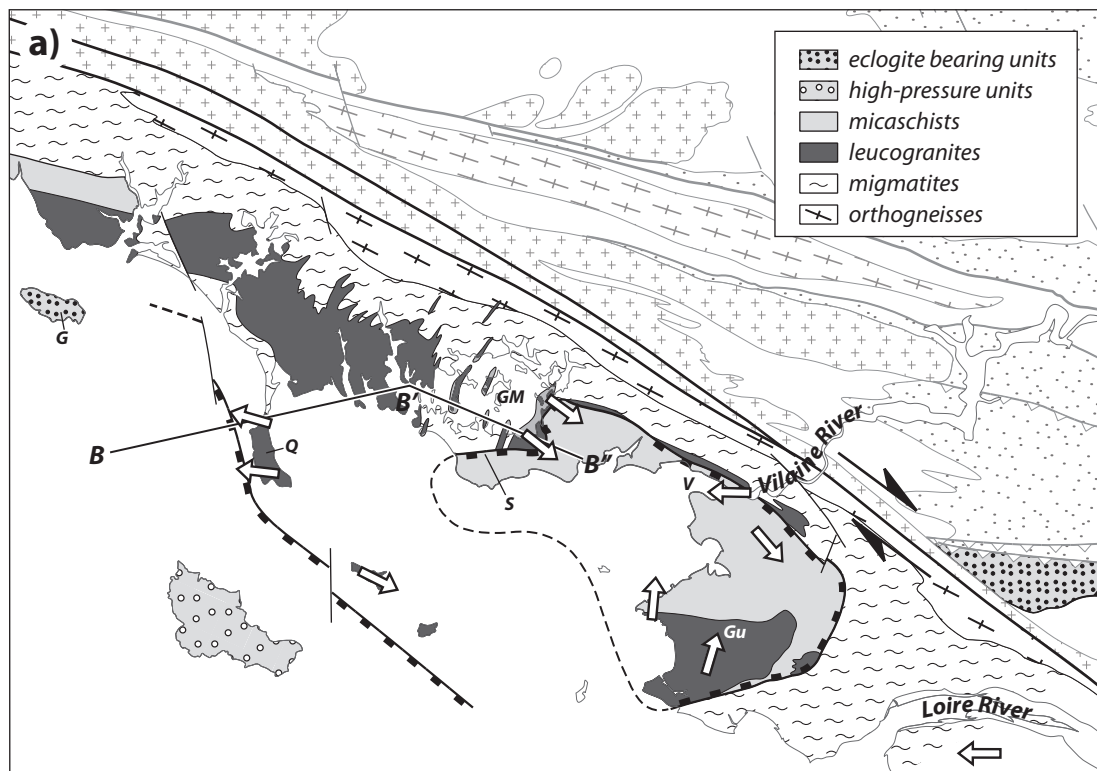 a)
eclogite bearing units
high-pressure units
micaschists
leucogranites
migmatites
orthogneisses
G
B
B'
GM
Q
B"
S
V
Vilaine River
Gu
Loire River